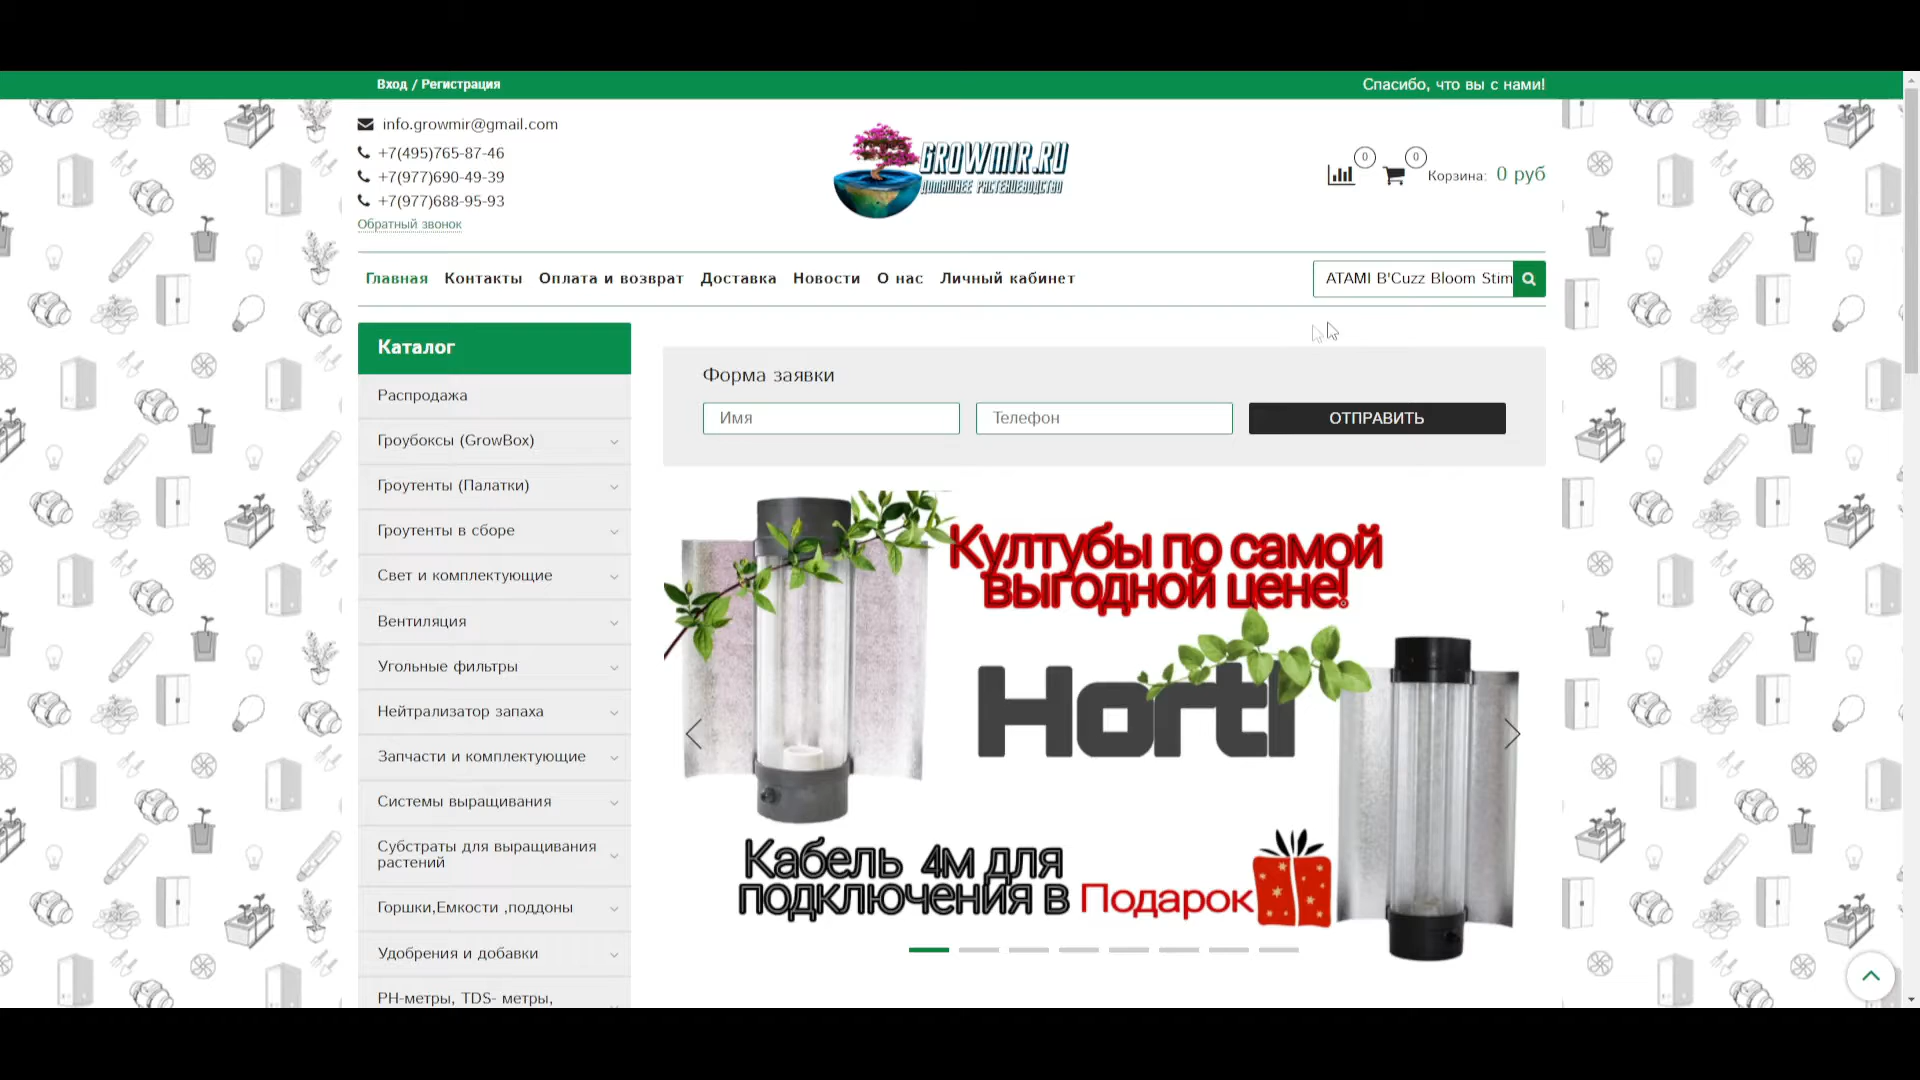 Вход / Регистрация
Спасибо, что вы с нами!
info.growmir@gmail.com
+7(495)765-87-46
+7(977)690-49-39
+7(977)688-95-93
Обратный звонок
GROWMIR.RU
ДОМАШНЕЕ РАСТЕНИЕВОДСТВО
0
0
Корзина: 0 руб
Главная Контакты Оплата и возврат Доставка Новости О нас Личный кабинет
ATAMI B'Cuzz Bloom Stim
Каталог
Распродажа
Гроубоксы (GrowBox)
Гроутенты (Палатки)
Гроутенты в сборе
Свет и комплектующие
Вентиляция
Угольные фильтры
Нейтрализатор запаха
Запчасти и комплектующие
Системы выращивания
Субстраты для выращивания
растений
Горшки,Емкости ,поддоны
Удобрения и добавки
PH-метры, TDS- метры,
Форма заявки
Имя
Телефон
ОТПРАВИТЬ
Култубы по самой
выгодной цене!
HortI
Кабель 4м для
подключения в Подарок